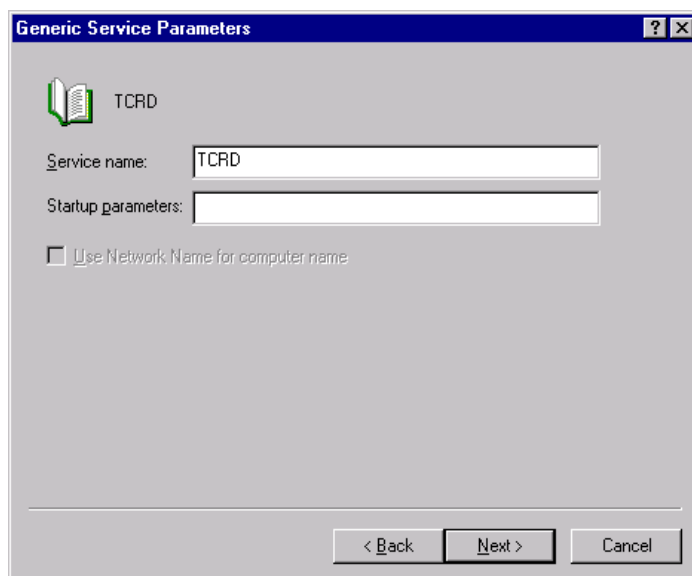 Generic Service Parameters
TCRD
Service name: TCRD
Startup parameters:
Use Network Name for computer name
< Back Next > Cancel